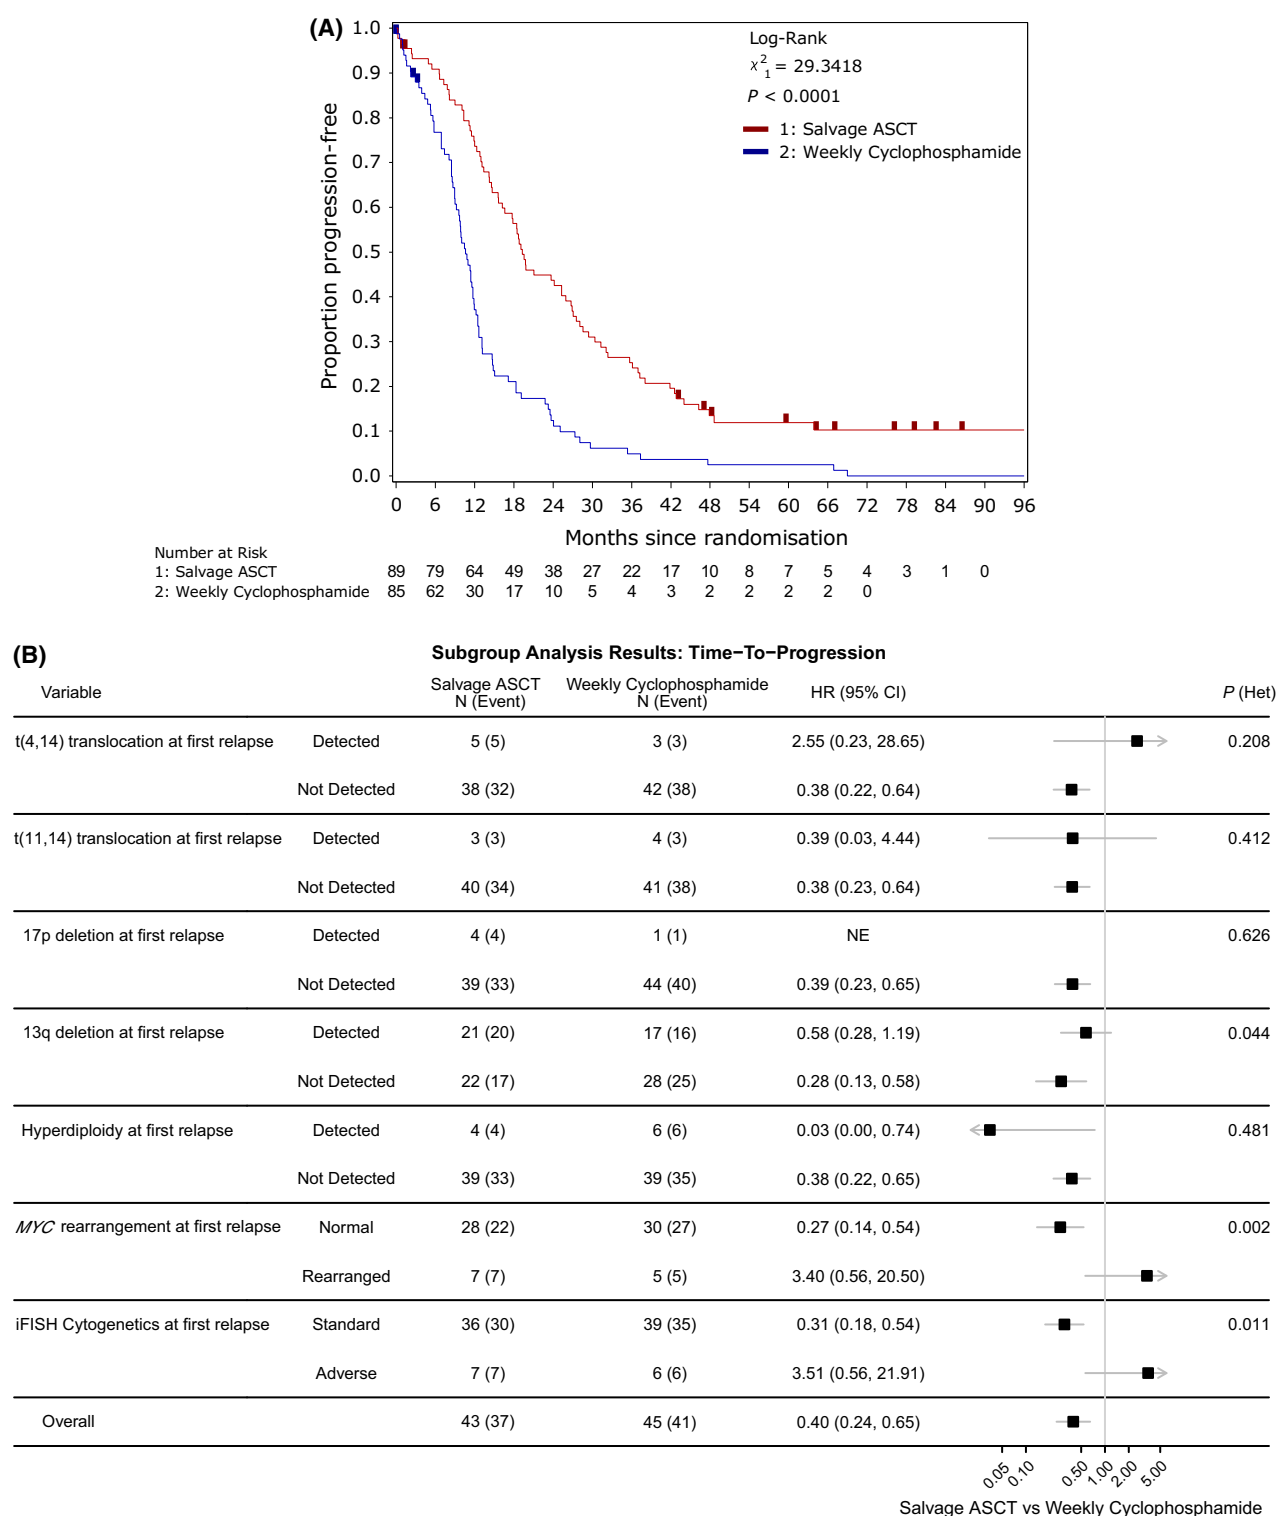 (A)
1.0
0.9
0.8
0.7
0.6
0.5
0.4
0.3
0.2
0.1
0.0
Proportion progression-free
Log-Rank
χ²₁ = 29.3418
P < 0.0001
1: Salvage ASCT
2: Weekly Cyclophosphamide
0 6 12 18 24 30 36 42 48 54 60 66 72 78 84 90 96
Months since randomisation
Number at Risk
1: Salvage ASCT 89 79 64 49 38 27 22 17 10 8 7 5 4 3 1 0
2: Weekly Cyclophosphamide 85 62 30 17 10 5 4 3 2 2 2 2 0
(B)
Subgroup Analysis Results: Time−To−Progression
Variable Salvage ASCT N (Event) Weekly Cyclophosphamide N (Event) HR (95% CI) P (Het)
t(4,14) translocation at first relapse Detected 5 (5) 3 (3) 2.55 (0.23, 28.65) 0.208
Not Detected 38 (32) 42 (38) 0.38 (0.22, 0.64)
t(11,14) translocation at first relapse Detected 3 (3) 4 (3) 0.39 (0.03, 4.44) 0.412
Not Detected 40 (34) 41 (38) 0.38 (0.23, 0.64)
17p deletion at first relapse Detected 4 (4) 1 (1) NE 0.626
Not Detected 39 (33) 44 (40) 0.39 (0.23, 0.65)
13q deletion at first relapse Detected 21 (20) 17 (16) 0.58 (0.28, 1.19) 0.044
Not Detected 22 (17) 28 (25) 0.28 (0.13, 0.58)
Hyperdiploidy at first relapse Detected 4 (4) 6 (6) 0.03 (0.00, 0.74) 0.481
Not Detected 39 (33) 39 (35) 0.38 (0.22, 0.65)
MYC rearrangement at first relapse Normal 28 (22) 30 (27) 0.27 (0.14, 0.54) 0.002
Rearranged 7 (7) 5 (5) 3.40 (0.56, 20.50)
iFISH Cytogenetics at first relapse Standard 36 (30) 39 (35) 0.31 (0.18, 0.54) 0.011
Adverse 7 (7) 6 (6) 3.51 (0.56, 21.91)
Overall 43 (37) 45 (41) 0.40 (0.24, 0.65)
0.05 0.10 0.50 1.00 2.00 5.00
Salvage ASCT vs Weekly Cyclophosphamide